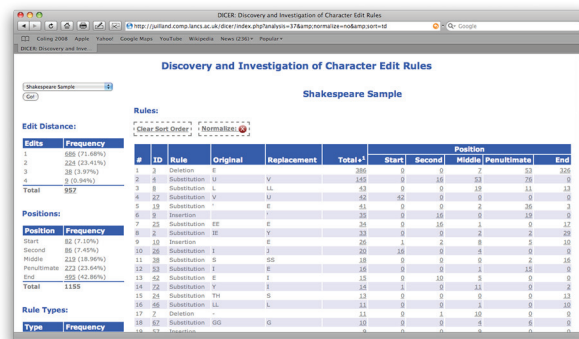 DICER: Discovery and Investigation of Character Edit Rules
http://juilland.comp.lancs.ac.uk/dicer/index.php?analysis=37&amp;normalize=no&amp;sort=td
Google
Coling 2008 Apple Yahoo! Google Maps YouTube Wikipedia News (236) Popular
DICER: Discovery and Inve...
Discovery and Investigation of Character Edit Rules
Shakespeare Sample
Go!
Shakespeare Sample
Rules:
Clear Sort Order Normalize:
Edit Distance:
Edits Frequency
1 686 (71.68%)
2 224 (23.41%)
3 38 (3.97%)
4 9 (0.94%)
Total 957
Positions:
Position Frequency
Start 82 (7.10%)
Second 86 (7.45%)
Middle 219 (18.96%)
Penultimate 273 (23.64%)
End 495 (42.86%)
Total 1155
Rule Types:
Type Frequency
Position
# ID Rule Original Replacement Total Start Second Middle Penultimate End
1 3 Deletion E 386 0 0 7 53 326
2 4 Substitution U V 145 0 16 53 76 0
3 8 Substitution L LL 43 0 0 19 11 13
4 27 Substitution V U 42 42 0 0 0 0
5 19 Substitution ' E 41 0 0 2 36 3
6 9 Insertion ' 35 0 16 0 19 0
7 25 Substitution EE E 34 0 16 1 0 17
8 2 Substitution IE Y 33 0 0 2 2 29
9 10 Insertion E 26 1 2 8 5 10
10 26 Substitution I J 20 16 0 4 0 0
11 38 Substitution S SS 18 0 0 2 16
12 53 Substitution I E 16 0 0 1 15 0
13 42 Substitution E I 15 0 10 5 0 0
14 72 Substitution Y I 14 1 0 11 0 2
15 24 Substitution TH S 13 0 0 0 0 13
16 46 Substitution LL L 11 0 0 1 0 10
17 7 Deletion - 11 0 1 10 0 0
18 67 Substitution GG G 10 0 0 4 6 0
19 57 Insertion